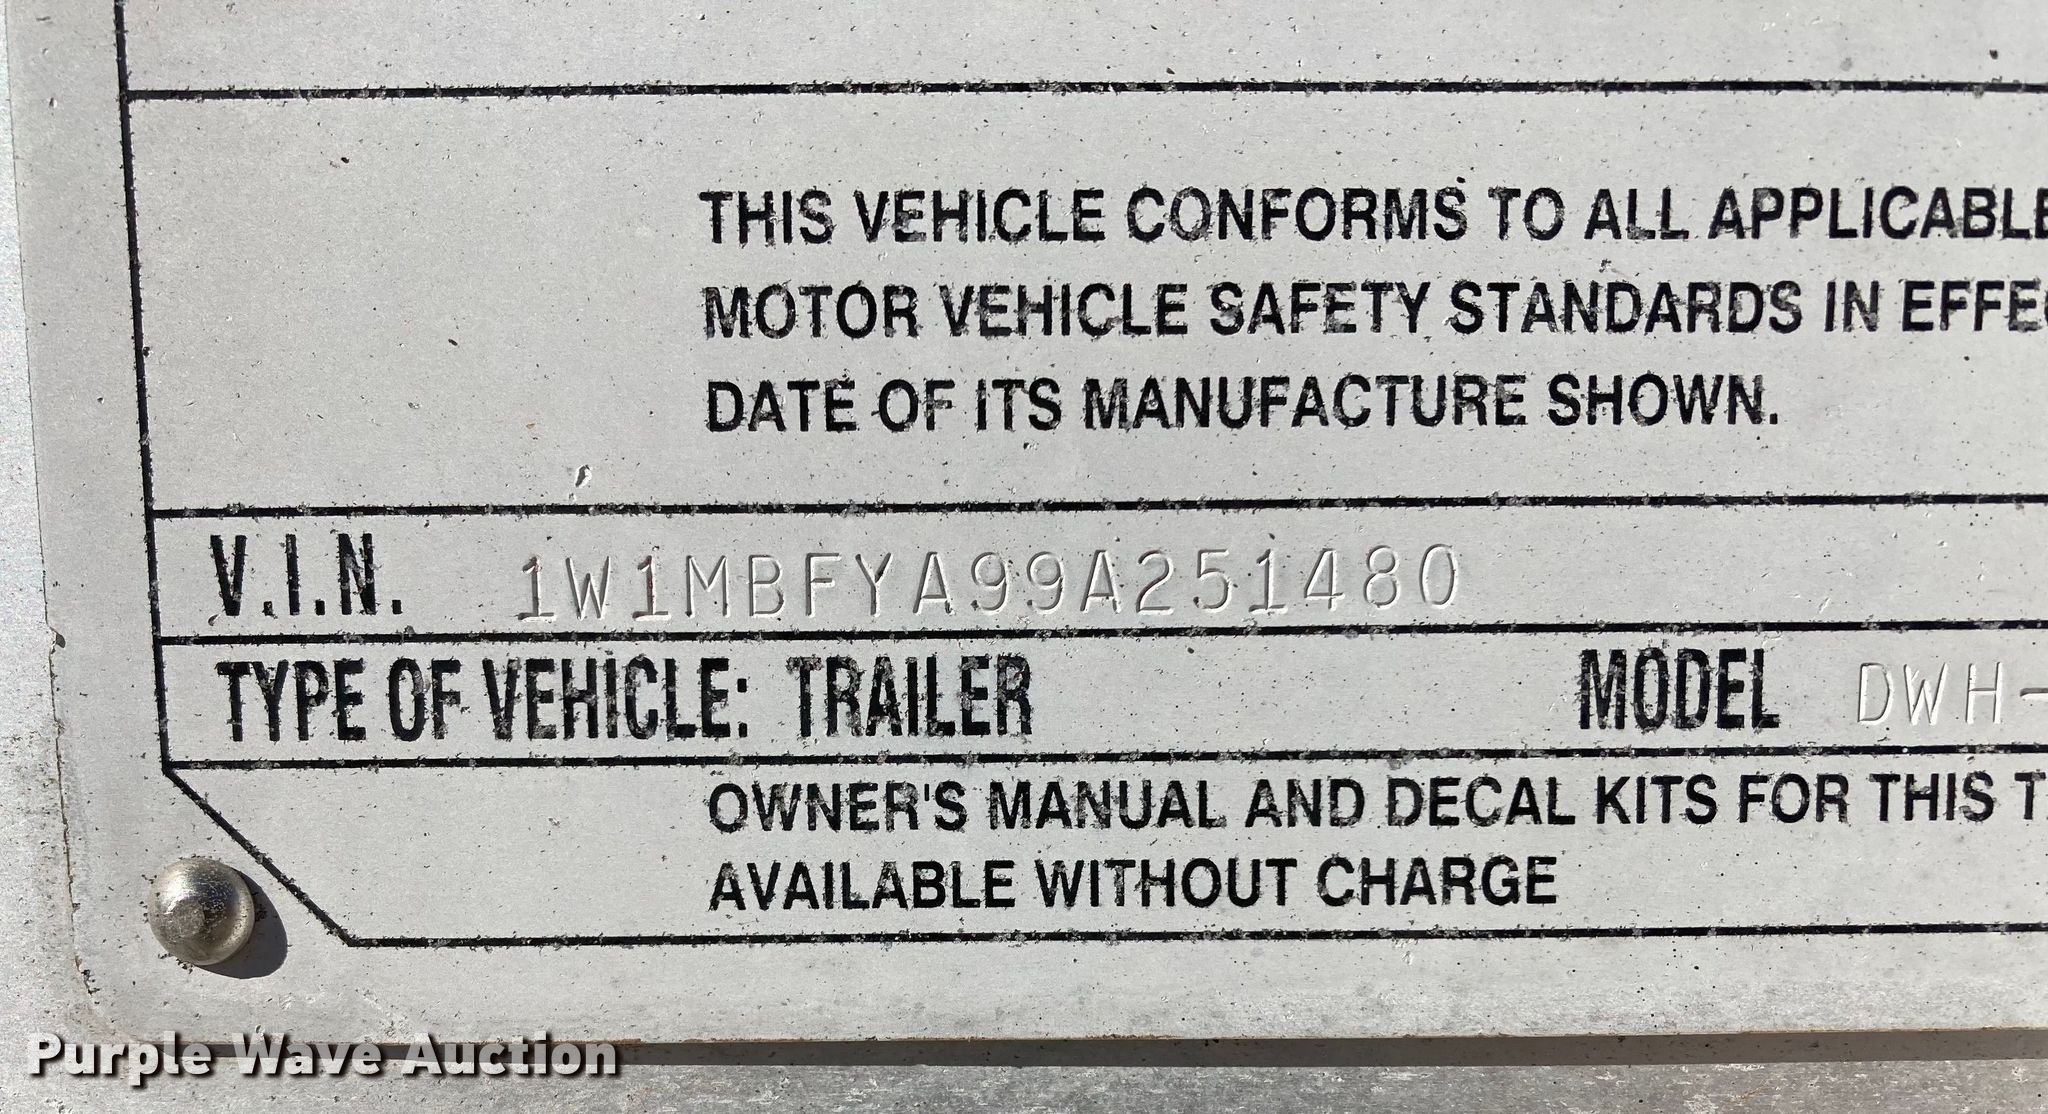 THIS VEHICLE CONFORMS TO ALL APPLICABLE
MOTOR VEHICLE SAFETY STANDARDS IN EFFEC
DATE OF ITS MANUFACTURE SHOWN.
V.I.N. 1W1MBFYA99A251480
TYPE OF VEHICLE: TRAILER MODEL DWH-
OWNER'S MANUAL AND DECAL KITS FOR THIS T
AVAILABLE WITHOUT CHARGE
Purple Wave Auction